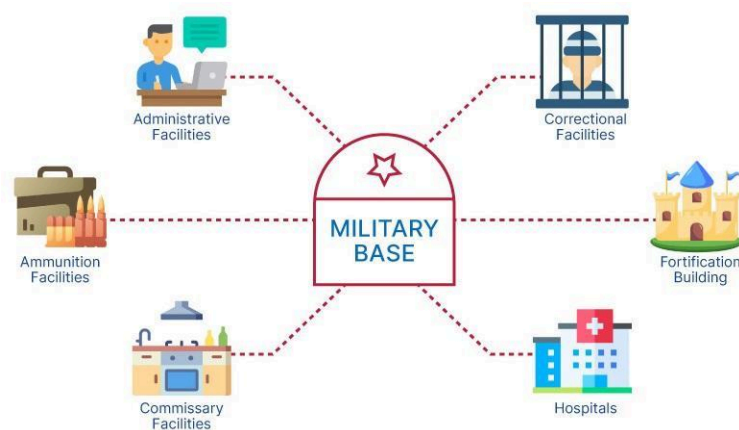 Administrative
Facilities
Correctional
Facilities
MILITARY
BASE
Ammunition
Facilities
Fortification
Building
Commissary
Facilities
Hospitals